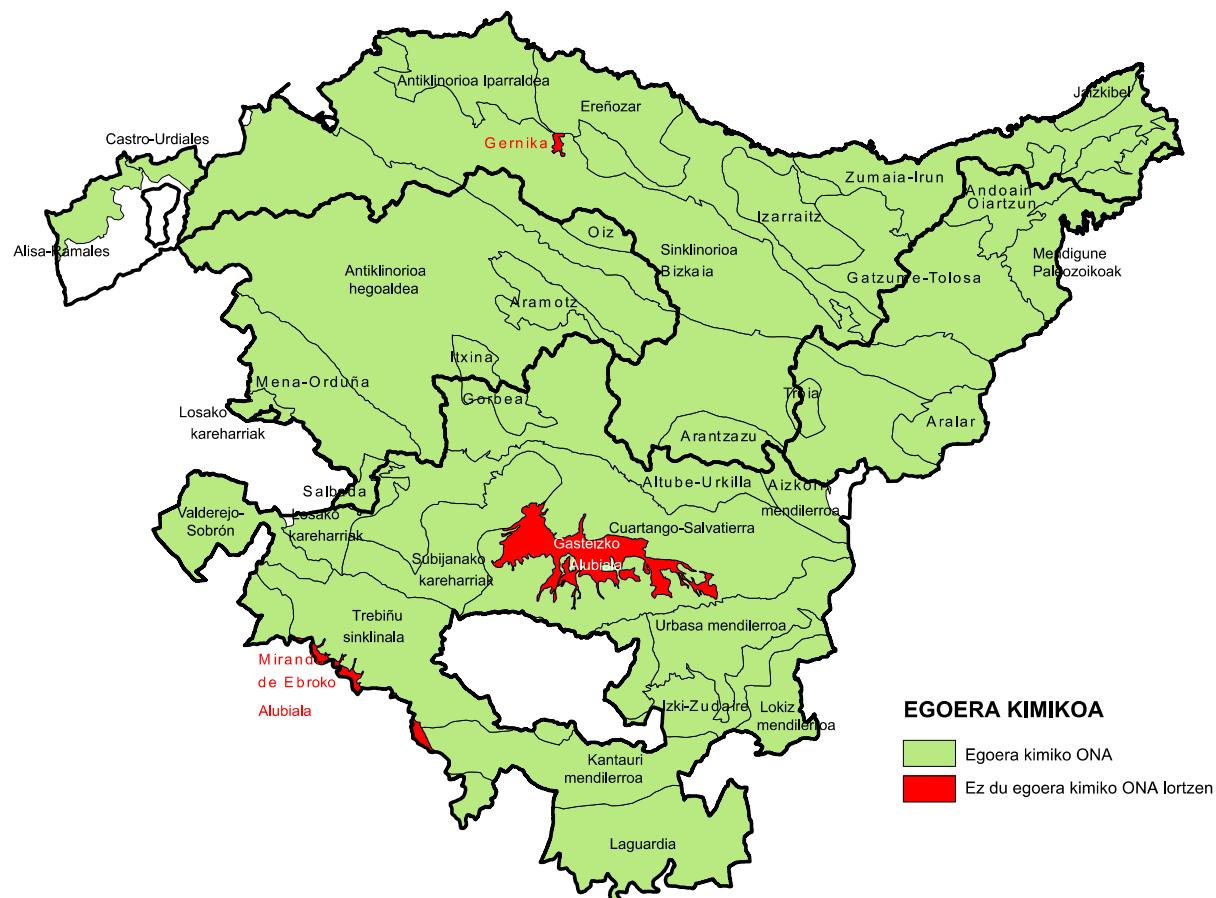 Antiklinorioa Iparraldea
Ereñozar
Jaizkibel
Gernika
Castro-Urdiales
Zumaia-Irun
Andoain
Oiartzun
Izarraitz
Oiz
Alisa-Ramales
Sinklinorioa
Bizkaia
Mendigune
Paleozoikoak
Antiklinorioa
hegoaldea
Gatzume-Tolosa
Aramotz
Itxina
Mena-Orduña
Gorbea
Troia
Losako
kareharriak
Aralar
Arantzazu
Salbada
Altube-Urkilla
Aizkorri
mendilerroa
Valderejo-
Sobrón
Losako
kareharriak
Cuartango-Salvatierra
Gasteizko
Alubiala
Subijanako
kareharriak
Trebiñu
sinklinala
Urbasa mendilerroa
Miranda
de Ebroko
Alubiala
Izki-Zudaire
Lokiz
mendilerroa
Kantauri
mendilerroa
Laguardia
EGOERA KIMIKOA
Egoera kimiko ONA
Ez du egoera kimiko ONA lortzen